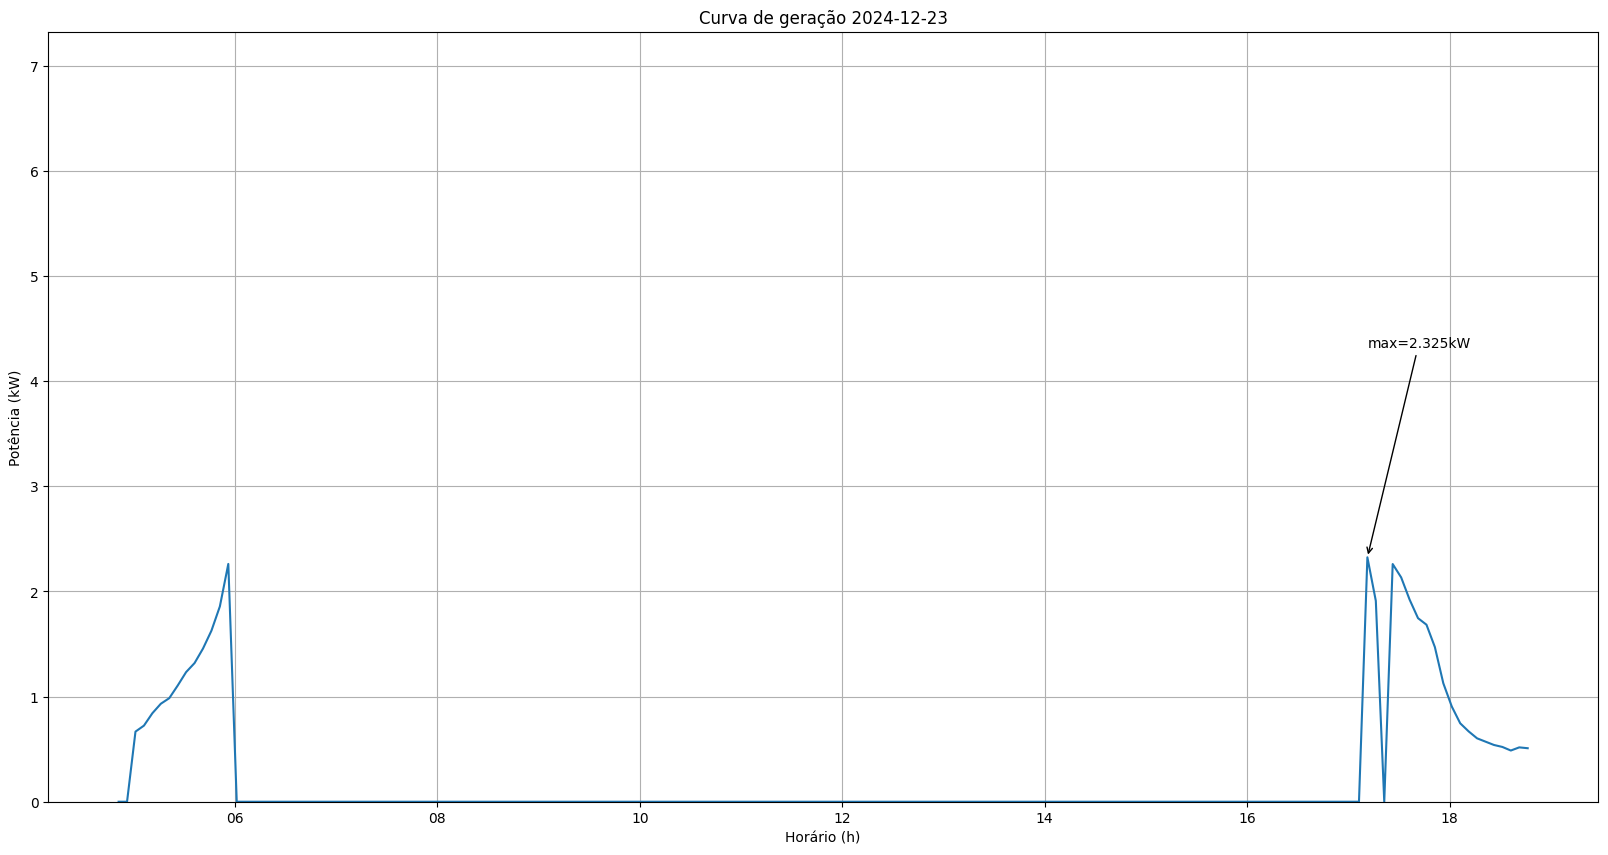 Curva de geração 2024-12-23
7
6
5
max=2.325kW
4
Potência (kW)
3
2
1
0
06 08 10 12 14 16 18
Horário (h)